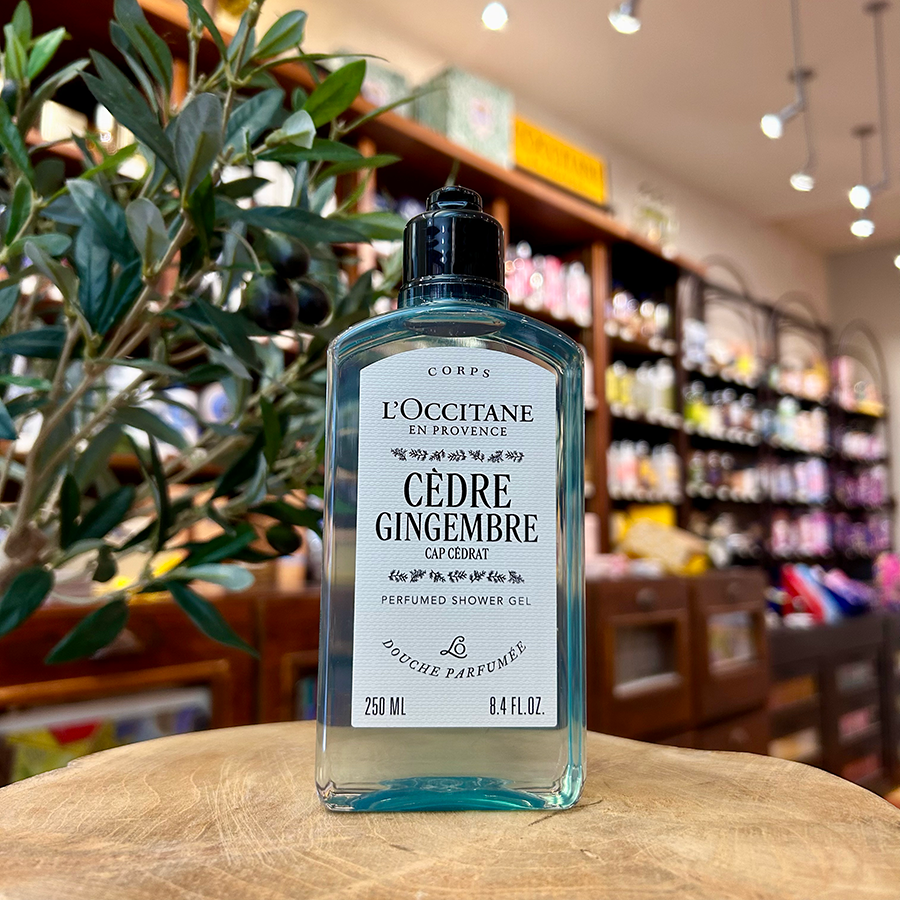 CORPS
L'OCCITANE
EN PROVENCE
CÈDRE
GINGEMBRE
CAP CÉDRAT
PERFUMED SHOWER GEL
LO
DOUCHE PARFUMÉE
250 ML 8.4 FL.OZ.